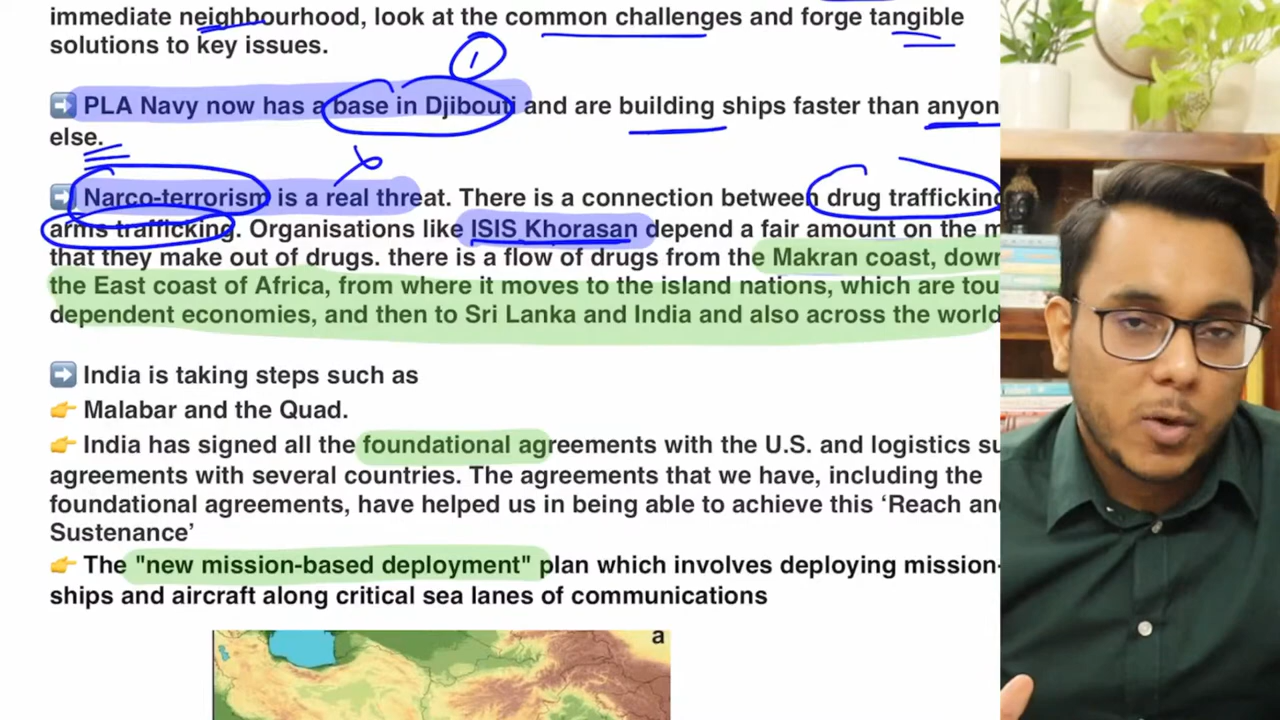 immediate neighbourhood, look at the common challenges and forge tangible
solutions to key issues.
1
➡️ PLA Navy now has a base in Djibouti and are building ships faster than anyon
else.
➡️ Narco-terrorism is a real threat. There is a connection between drug trafficking
arms trafficking. Organisations like ISIS Khorasan depend a fair amount on the m
that they make out of drugs. there is a flow of drugs from the Makran coast, down
the East coast of Africa, from where it moves to the island nations, which are tou
dependent economies, and then to Sri Lanka and India and also across the world
➡️ India is taking steps such as
👉 Malabar and the Quad.
👉 India has signed all the foundational agreements with the U.S. and logistics su
agreements with several countries. The agreements that we have, including the
foundational agreements, have helped us in being able to achieve this ‘Reach and
Sustenance’
👉 The "new mission-based deployment" plan which involves deploying mission-
ships and aircraft along critical sea lanes of communications
a